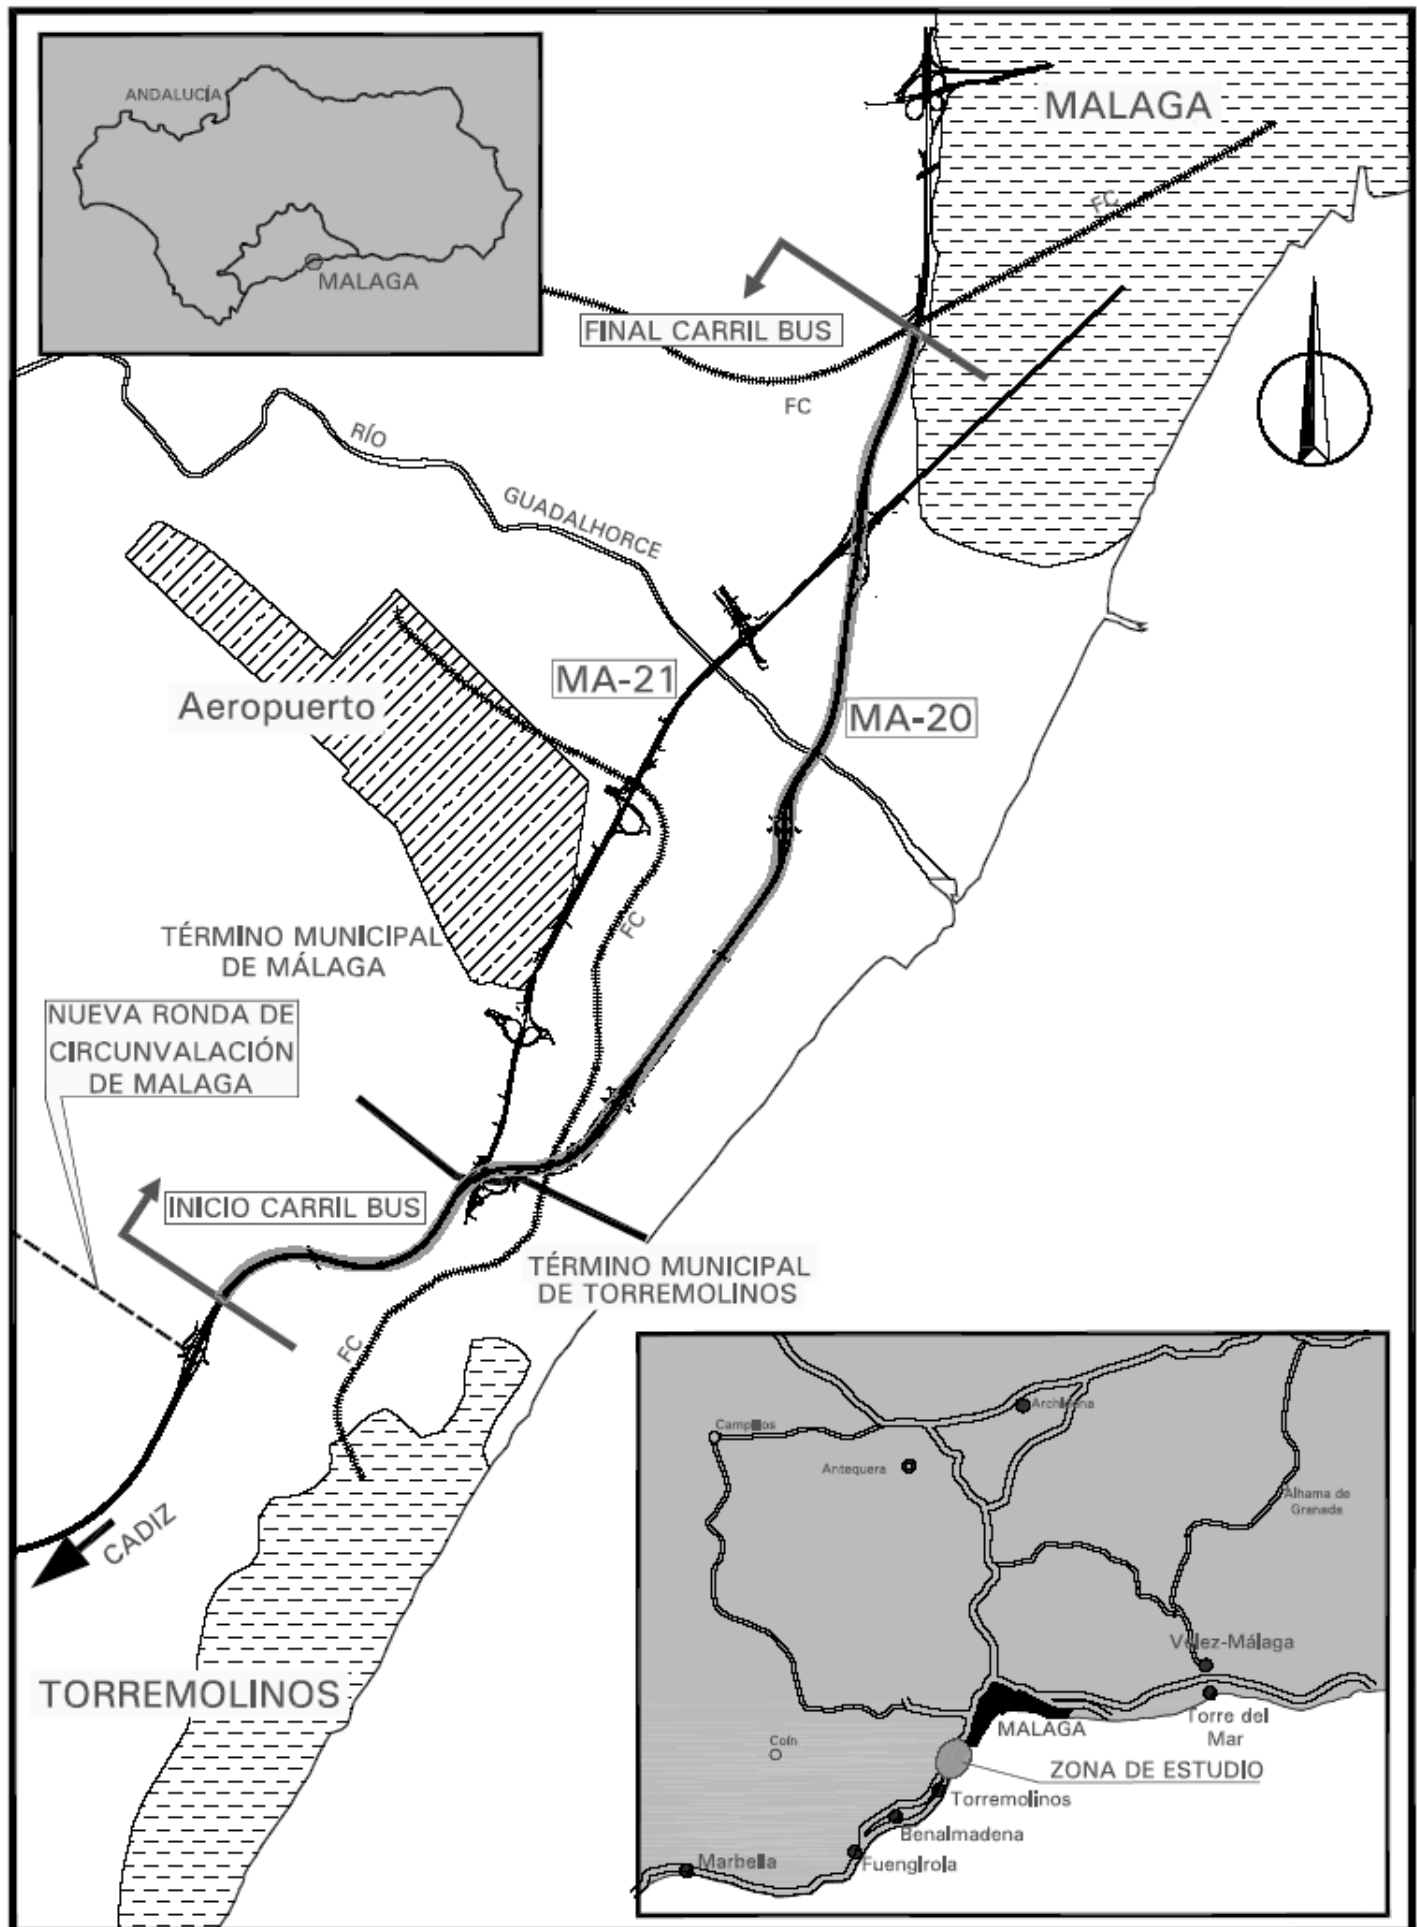 ANDALUCÍA
MALAGA
MALAGA
FC
FINAL CARRIL BUS
FC
RÍO
GUADALHORCE
MA-21
Aeropuerto
MA-20
FC
TÉRMINO MUNICIPAL
DE MÁLAGA
NUEVA RONDA DE
CIRCUNVALACIÓN
DE MALAGA
INICIO CARRIL BUS
TÉRMINO MUNICIPAL
DE TORREMOLINOS
FC
CADIZ
TORREMOLINOS
Archidona
Campillos
Antequera
Alhama de
Granada
Vélez-Málaga
Torre del
Mar
MALAGA
Coín
ZONA DE ESTUDIO
Torremolinos
Benalmadena
Fuengirola
Marbella